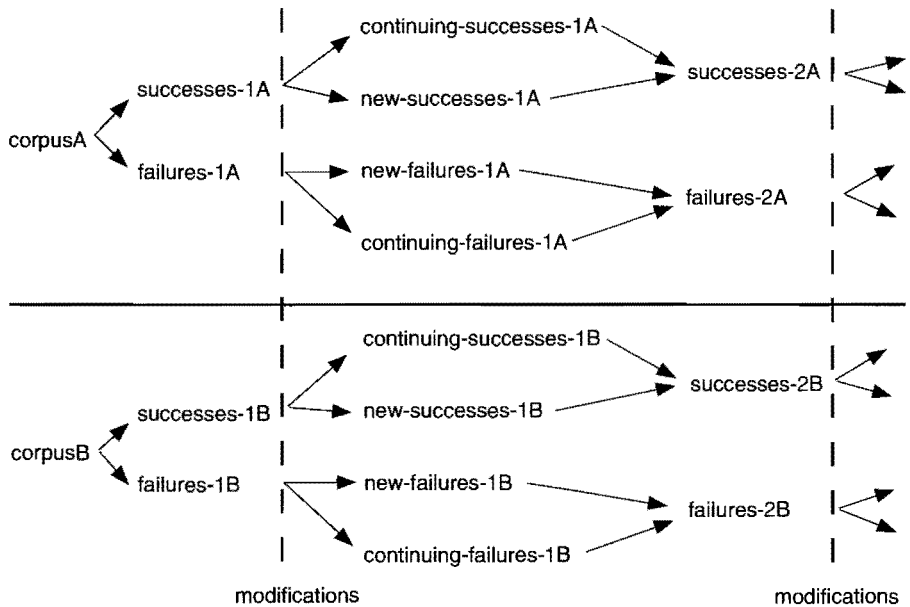 continuing-successes-1A
successes-2A
successes-1A
new-successes-1A
corpusA
failures-1A
new-failures-1A
failures-2A
continuing-failures-1A
continuing-successes-1B
successes-2B
successes-1B
new-successes-1B
corpusB
failures-1B
new-failures-1B
failures-2B
continuing-failures-1B
modifications
modifications